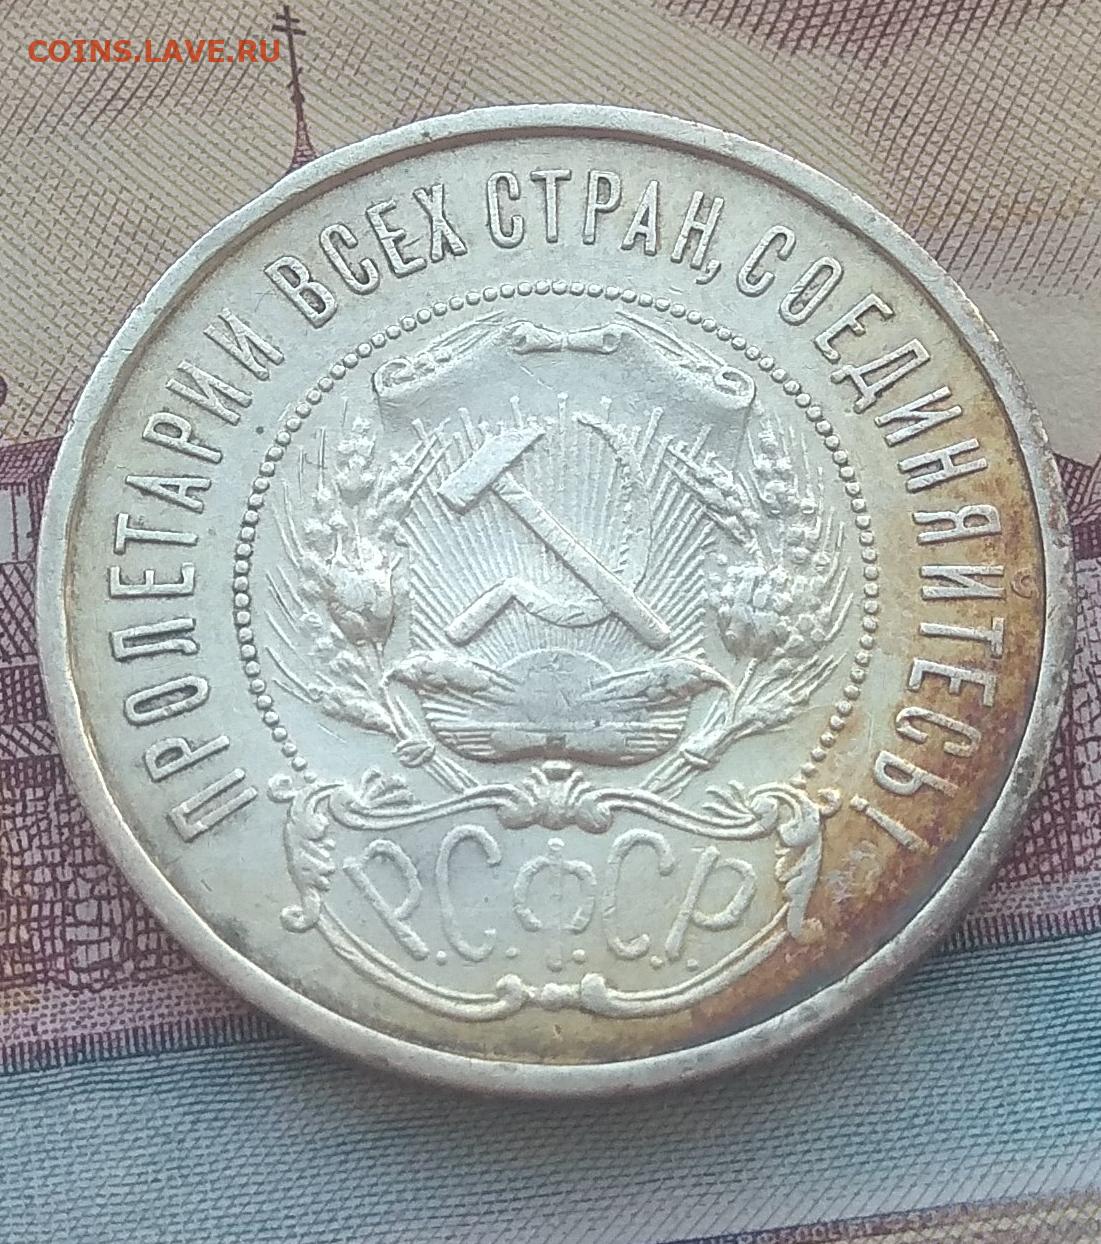 COINS.LAVE.RU
ПРОЛЕТАРИИ ВСЕХ СТРАН, СОЕДИНЯЙТЕСЬ!
Р.С.Ф.С.Р.